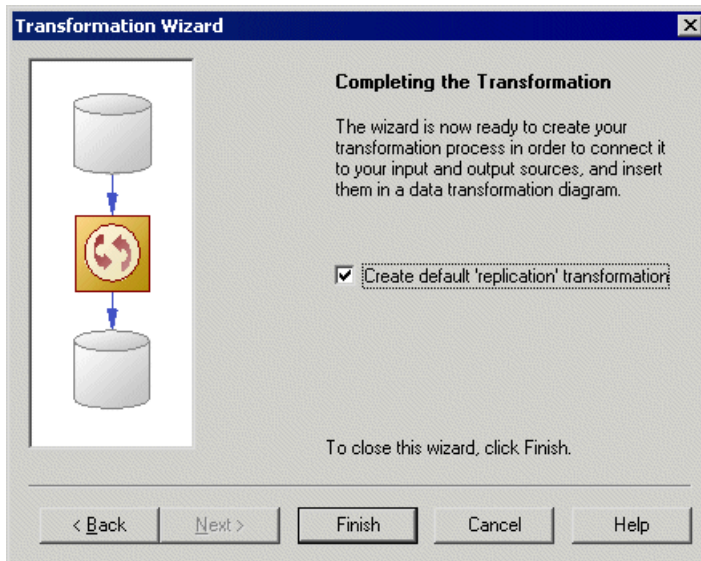 Transformation Wizard
Completing the Transformation
The wizard is now ready to create your
transformation process in order to connect it
to your input and output sources, and insert
them in a data transformation diagram.
Create default 'replication' transformation
To close this wizard, click Finish.
< Back
Next >
Finish
Cancel
Help